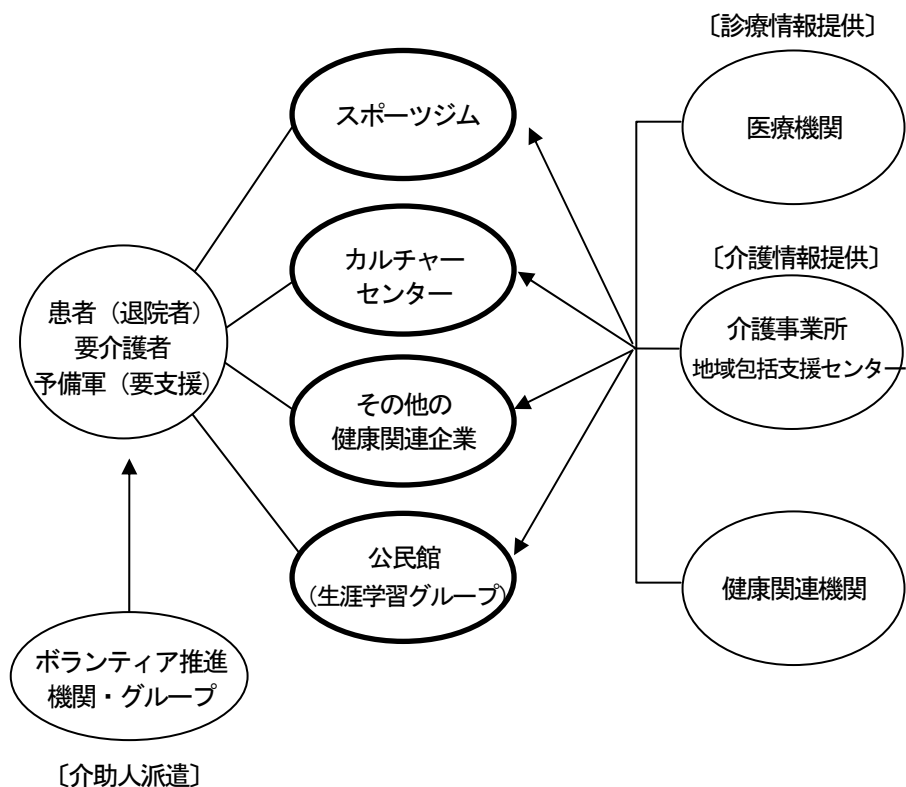 〔診療情報提供〕
スポーツジム
医療機関
カルチャー
センター
〔介護情報提供〕
介護事業所
地域包括支援センター
患者（退院者）
要介護者
予備軍（要支援）
その他の
健康関連企業
公民館
（生涯学習グループ）
健康関連機関
ボランティア推進
機関・グループ
〔介助人派遣〕